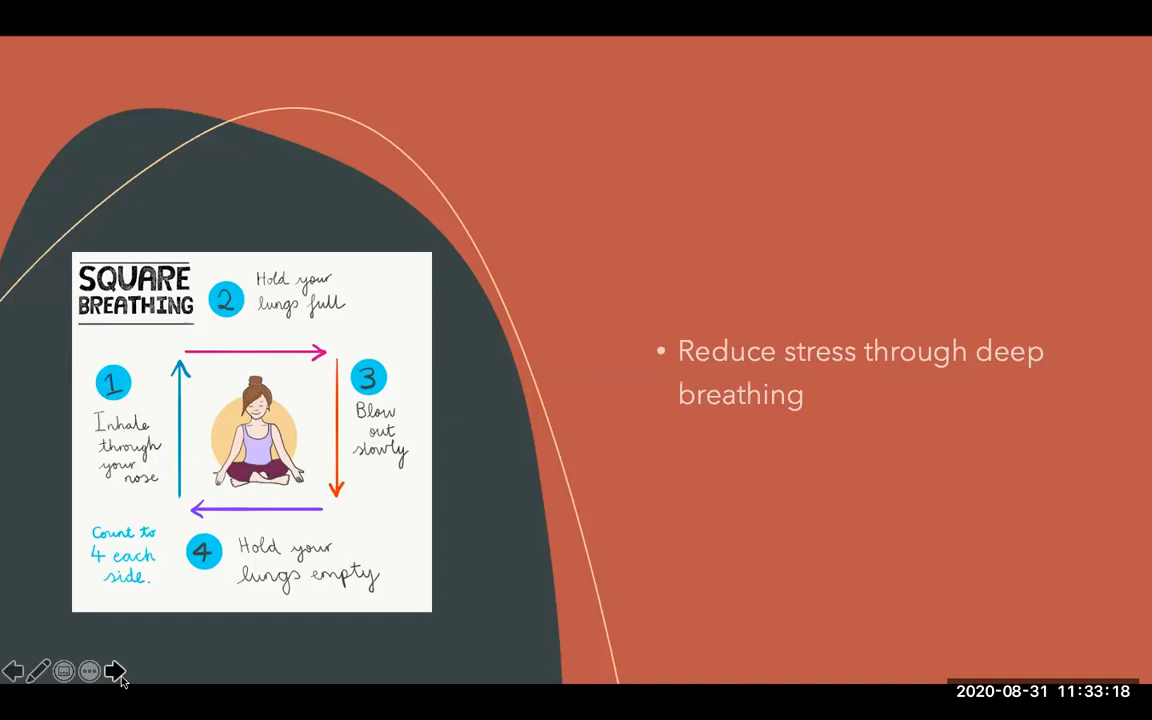 SQUARE
BREATHING
2
Hold your
lungs full
1
Inhale
through
your
nose
3
Blow
out
slowly
4
Hold your
lungs empty
Count to
4 each
side.
• Reduce stress through deep
breathing
2020-08-31 11:33:18